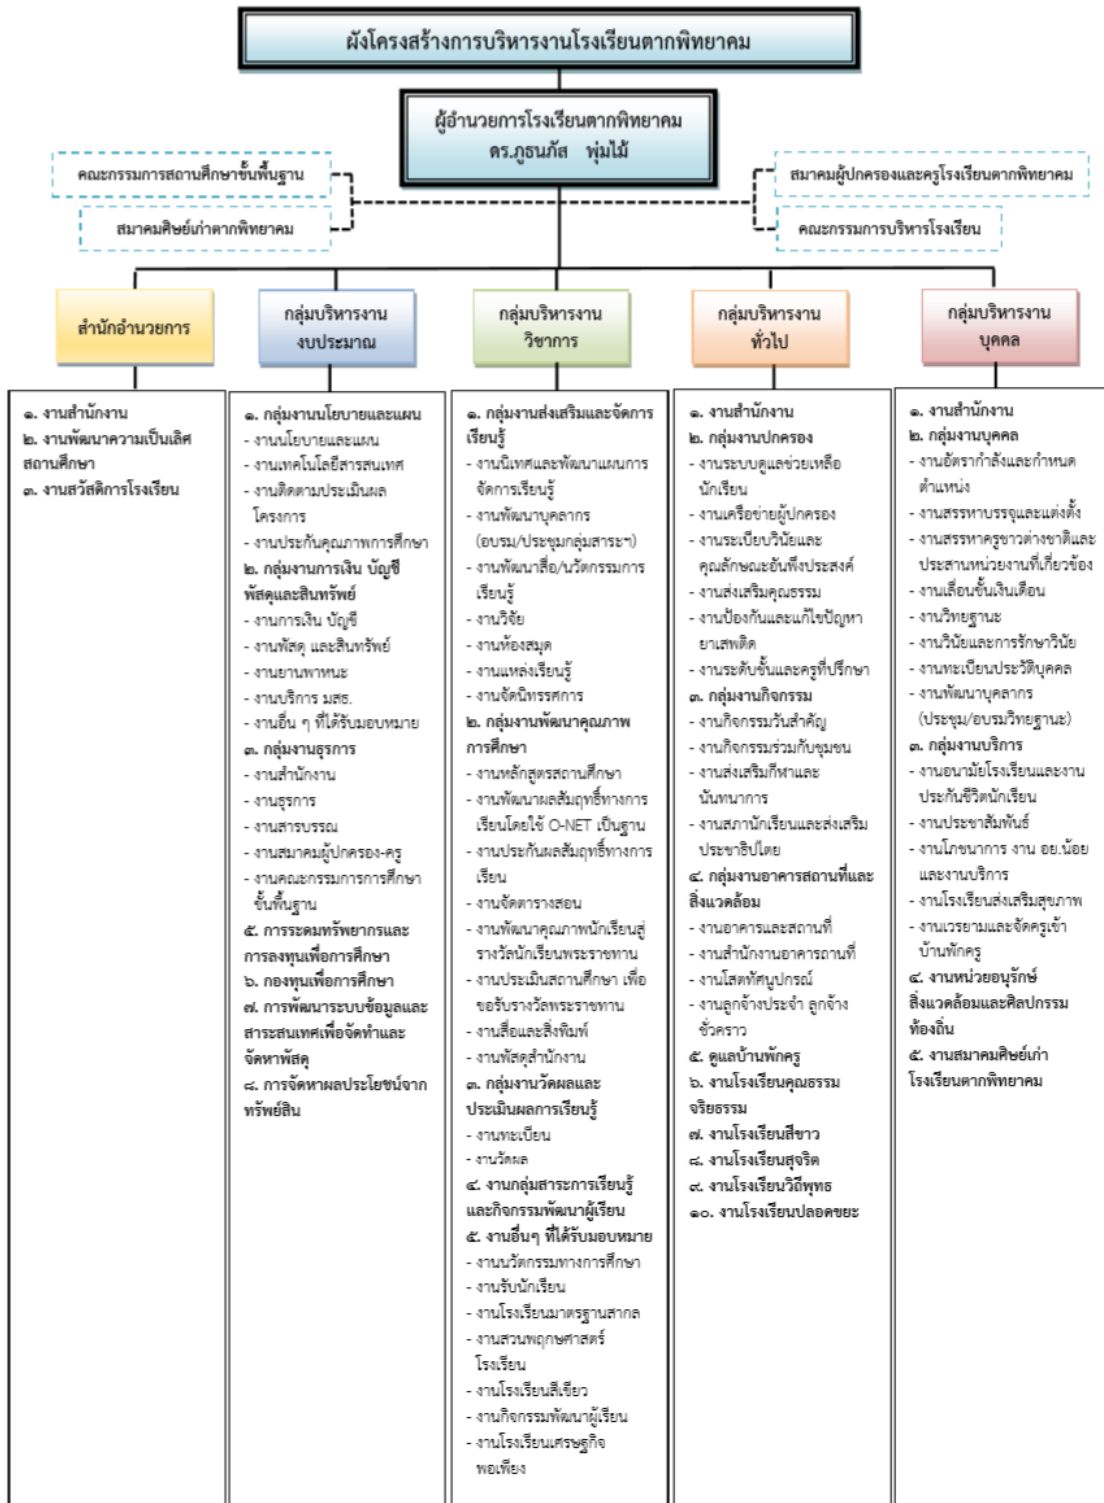 ผังโครงสร้างการบริหารงานโรงเรียนตากพิทยาคม
ผู้อำนวยการโรงเรียนตากพิทยาคม
ดร.ภูธนภัส พุ่มไม้
คณะกรรมการสถานศึกษาขั้นพื้นฐาน
สมาคมศิษย์เก่าตากพิทยาคม
สมาคมผู้ปกครองและครูโรงเรียนตากพิทยาคม
คณะกรรมการบริหารโรงเรียน
สำนักอำนวยการ
๑. งานสำนักงาน
๒. งานพัฒนาความเป็นเลิศ
สถานศึกษา
๓. งานสวัสดิการโรงเรียน
กลุ่มบริหารงาน
งบประมาณ
๑. กลุ่มงานนโยบายและแผน
- งานนโยบายและแผน
- งานเทคโนโลยีสารสนเทศ
- งานติดตามประเมินผล
โครงการ
- งานประกันคุณภาพการศึกษา
๒. กลุ่มงานการเงิน บัญชี
พัสดุและสินทรัพย์
- งานการเงิน บัญชี
- งานพัสดุ และสินทรัพย์
- งานยานพาหนะ
- งานบริการ มสธ.
- งานอื่น ๆ ที่ได้รับมอบหมาย
๓. กลุ่มงานธุรการ
- งานสำนักงาน
- งานธุรการ
- งานสารบรรณ
- งานสมาคมผู้ปกครอง-ครู
- งานคณะกรรมการการศึกษา
ขั้นพื้นฐาน
๕. การระดมทรัพยากรและ
การลงทุนเพื่อการศึกษา
๖. กองทุนเพื่อการศึกษา
๗. การพัฒนาระบบข้อมูลและ
สาระสนเทศเพื่อจัดทำและ
จัดหาพัสดุ
๘. การจัดหาผลประโยชน์จาก
ทรัพย์สิน
กลุ่มบริหารงาน
วิชาการ
๑. กลุ่มงานส่งเสริมและจัดการ
เรียนรู้
- งานนิเทศและพัฒนาแผนการ
จัดการเรียนรู้
- งานพัฒนาบุคลากร
(อบรม/ประชุมกลุ่มสาระฯ)
- งานพัฒนาสื่อ/นวัตกรรมการ
เรียนรู้
- งานวิจัย
- งานห้องสมุด
- งานแหล่งเรียนรู้
- งานจัดนิทรรศการ
๒. กลุ่มงานพัฒนาคุณภาพ
การศึกษา
- งานหลักสูตรสถานศึกษา
- งานพัฒนาผลสัมฤทธิ์ทางการ
เรียนโดยใช้ O-NET เป็นฐาน
- งานประกันผลสัมฤทธิ์ทางการ
เรียน
- งานจัดตารางสอน
- งานพัฒนาคุณภาพนักเรียนสู่
รางวัลนักเรียนพระราชทาน
- งานประเมินสถานศึกษา เพื่อ
ขอรับรางวัลพระราชทาน
- งานสื่อและสิ่งพิมพ์
- งานพัสดุสำนักงาน
๓. กลุ่มงานวัดผลและ
ประเมินผลการเรียนรู้
- งานทะเบียน
- งานวัดผล
๔. งานกลุ่มสาระการเรียนรู้
และกิจกรรมพัฒนาผู้เรียน
๕. งานอื่นๆ ที่ได้รับมอบหมาย
- งานนวัตกรรมทางการศึกษา
- งานรับนักเรียน
- งานโรงเรียนมาตรฐานสากล
- งานสวนพฤกษศาสตร์
โรงเรียน
- งานโรงเรียนสีเขียว
- งานกิจกรรมพัฒนาผู้เรียน
- งานโรงเรียนเศรษฐกิจ
พอเพียง
กลุ่มบริหารงาน
ทั่วไป
๑. งานสำนักงาน
๒. กลุ่มงานปกครอง
- งานระบบดูแลช่วยเหลือ
นักเรียน
- งานเครือข่ายผู้ปกครอง
- งานระเบียบวินัยและ
คุณลักษณะอันพึงประสงค์
- งานส่งเสริมคุณธรรม
- งานป้องกันและแก้ไขปัญหา
ยาเสพติด
- งานระดับชั้นและครูที่ปรึกษา
๓. กลุ่มงานกิจกรรม
- งานกิจกรรมวันสำคัญ
- งานกิจกรรมร่วมกับชุมชน
- งานส่งเสริมกีฬาและ
นันทนาการ
- งานสภานักเรียนและส่งเสริม
ประชาธิปไตย
๔. กลุ่มงานอาคารสถานที่และ
สิ่งแวดล้อม
- งานอาคารและสถานที่
- งานสำนักงานอาคารถานที่
- งานโสตทัศนูปกรณ์
- งานลูกจ้างประจำ ลูกจ้าง
ชั่วคราว
๕. ดูแลบ้านพักครู
๖. งานโรงเรียนคุณธรรม
จริยธรรม
๗. งานโรงเรียนสีขาว
๘. งานโรงเรียนสุจริต
๙. งานโรงเรียนวิถีพุทธ
๑๐. งานโรงเรียนปลอดขยะ
กลุ่มบริหารงาน
บุคคล
๑. งานสำนักงาน
๒. กลุ่มงานบุคคล
- งานอัตรากำลังและกำหนด
ตำแหน่ง
- งานสรรหาบรรจุและแต่งตั้ง
- งานสรรหาครูชาวต่างชาติและ
ประสานหน่วยงานที่เกี่ยวข้อง
- งานเลื่อนขั้นเงินเดือน
- งานวิทยฐานะ
- งานวินัยและการรักษาวินัย
- งานทะเบียนประวัติบุคคล
- งานพัฒนาบุคลากร
(ประชุม/อบรมวิทยฐานะ)
๓. กลุ่มงานบริการ
- งานอนามัยโรงเรียนและงาน
ประกันชีวิตนักเรียน
- งานประชาสัมพันธ์
- งานโภชนาการ งาน อย.น้อย
และงานบริการ
- งานโรงเรียนส่งเสริมสุขภาพ
- งานเวรยามและจัดครูเข้า
บ้านพักครู
๔. งานหน่วยอนุรักษ์
สิ่งแวดล้อมและศิลปกรรม
ท้องถิ่น
๕. งานสมาคมศิษย์เก่า
โรงเรียนตากพิทยาคม